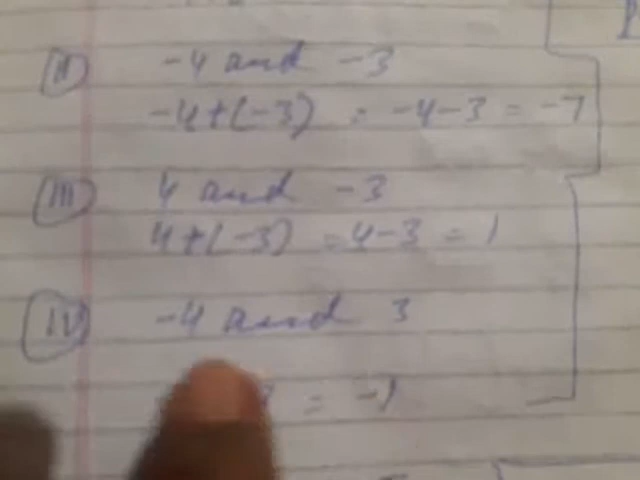 (II) -4 and -3
-4+(-3) = -4-3 = -7
(III) 4 and -3
4+(-3) = 4-3 = 1
(IV) -4 and 3
= -1